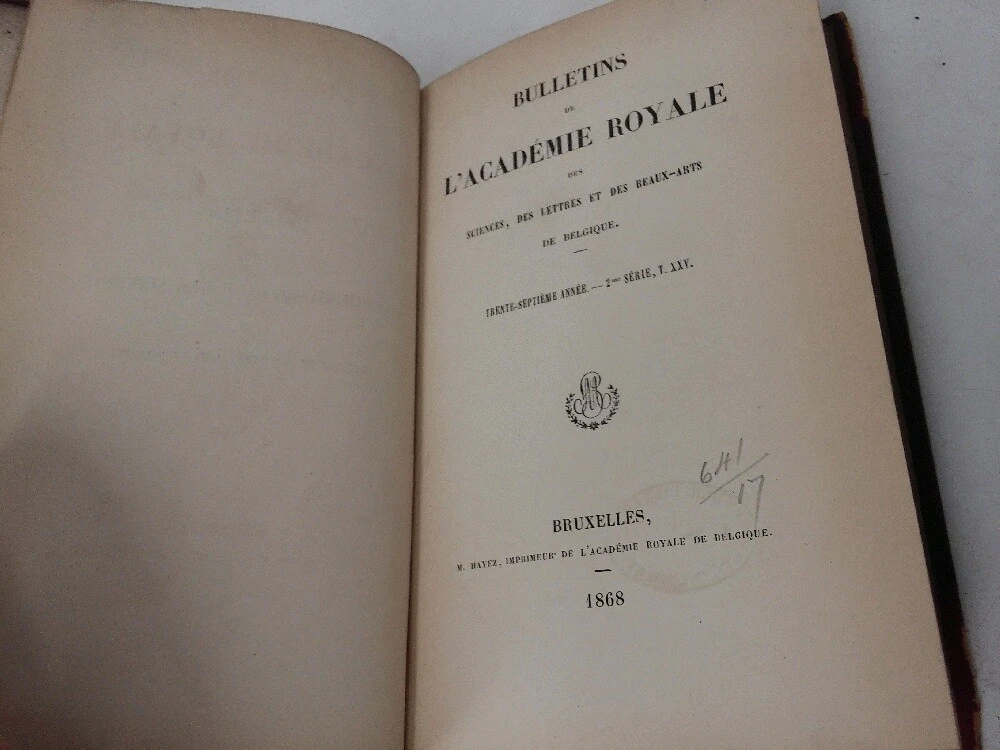 BULLETINS
DE
L'ACADÉMIE ROYALE
DES
SCIENCES, DES LETTRES ET DES BEAUX-ARTS
DE BELGIQUE.
TRENTE-SEPTIÈME ANNÉE. — 2me SÉRIE, T. XXV.
641/17
BRUXELLES,
M. HAYEZ, IMPRIMEUR DE L'ACADÉMIE ROYALE DE BELGIQUE.
1868